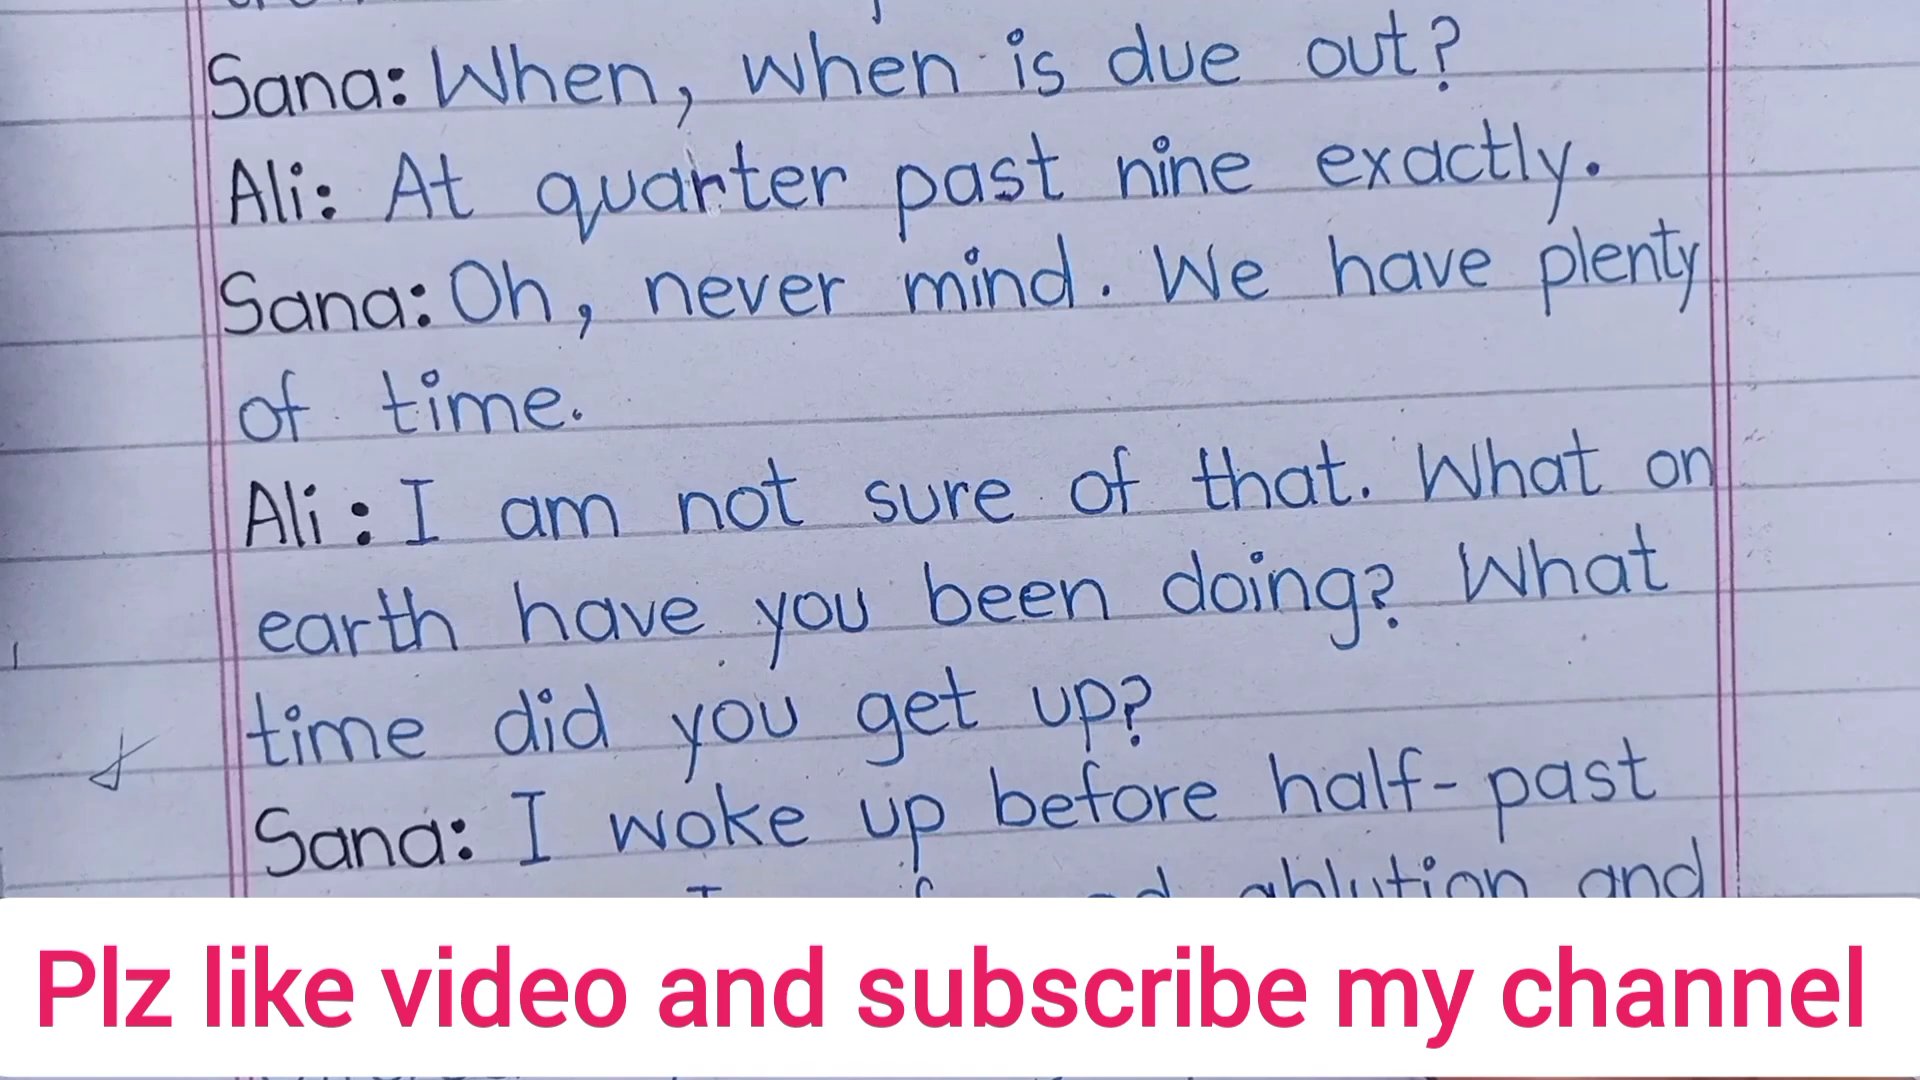 Sana: When, when is due out?
Ali: At quarter past nine exactly.
Sana: Oh, never mind. We have plenty
of time.
Ali: I am not sure of that. What on
earth have you been doing? What
time did you get up?
Sana: I woke up before half-past
ablution and
Plz like video and subscribe my channel